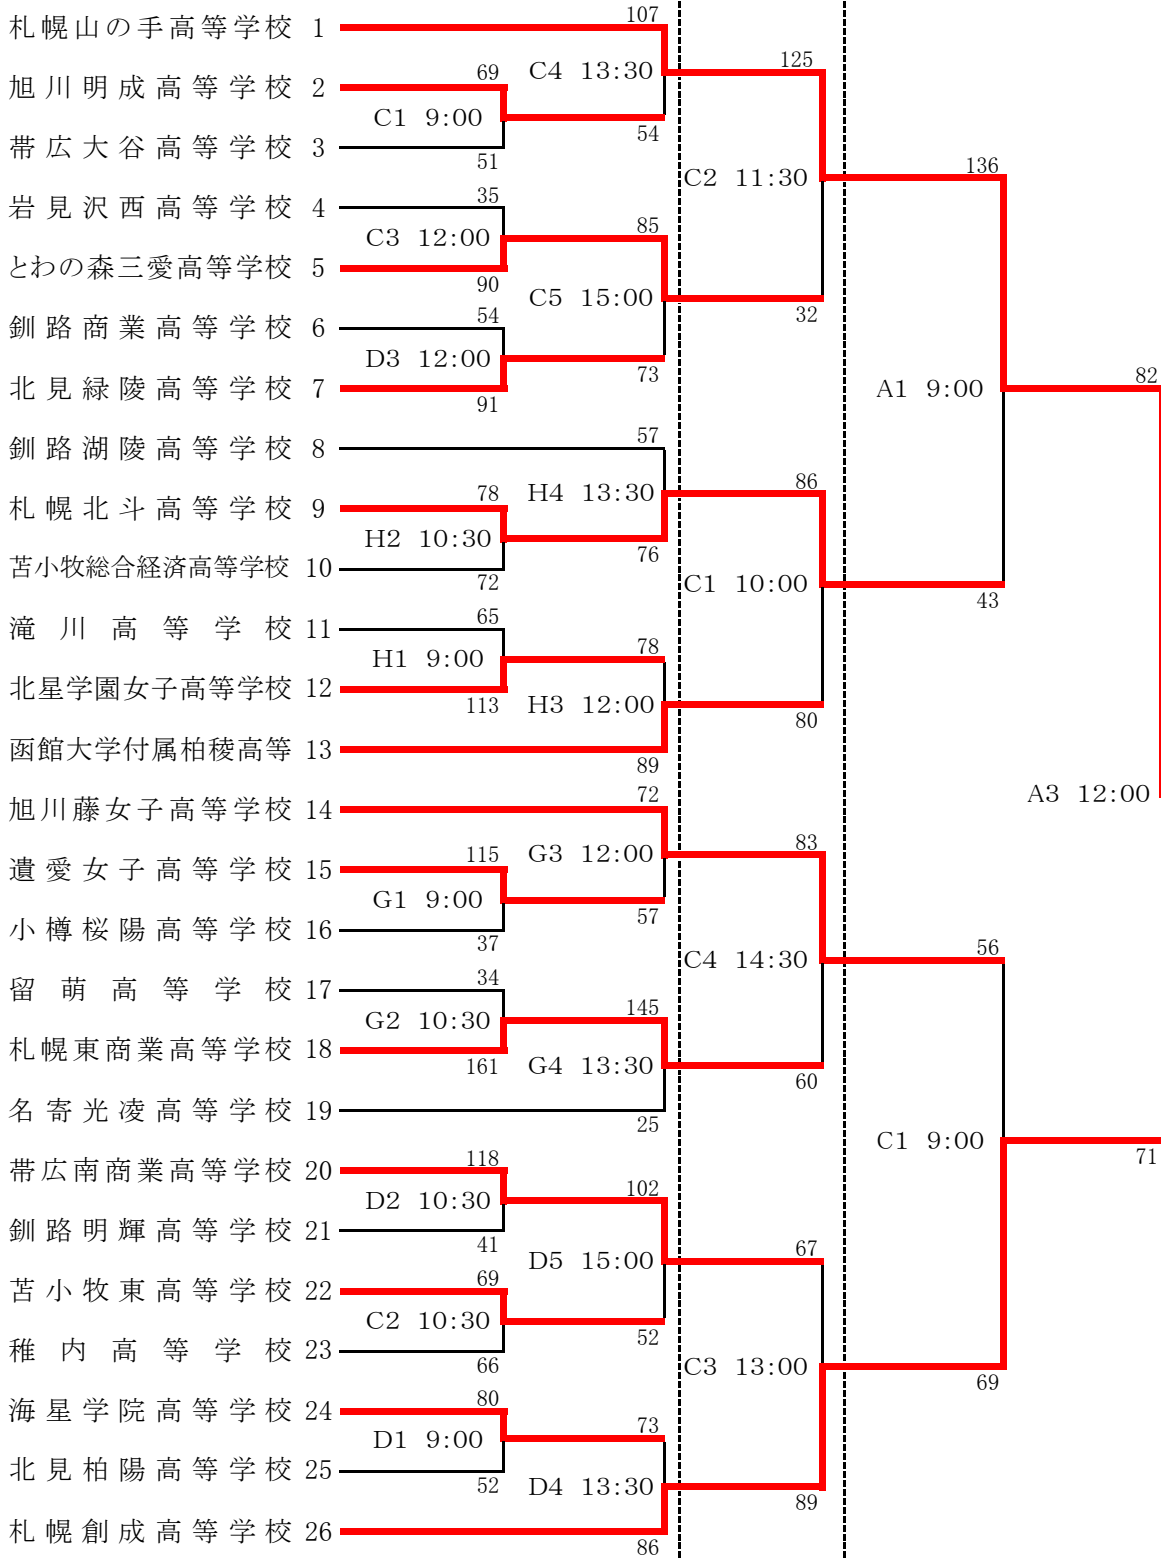 107
札幌山の手高等学校 1
125
69
C4 13:30
旭川明成高等学校 2
C1 9:00
54
帯広大谷高等学校 3
51
136
C2 11:30
35
岩見沢西高等学校 4
85
C3 12:00
とわの森三愛高等学校 5
90
C5 15:00
54
32
釧路商業高等学校 6
D3 12:00
73
82
北見緑陵高等学校 7
A1 9:00
91
57
釧路湖陵高等学校 8
86
78
H4 13:30
札幌北斗高等学校 9
H2 10:30
76
苫小牧総合経済高等学校 10
72
C1 10:00
43
65
滝川高等学校 11
78
H1 9:00
北星学園女子高等学校 12
113
H3 12:00
80
函館大学付属柏稜高等 13
89
72
A3 12:00
旭川藤女子高等学校 14
83
115
G3 12:00
遺愛女子高等学校 15
G1 9:00
57
小樽桜陽高等学校 16
37
56
C4 14:30
34
留萌高等学校 17
145
G2 10:30
札幌東商業高等学校 18
161
G4 13:30
60
名寄光凌高等学校 19
25
C1 9:00
118
71
帯広南商業高等学校 20
102
D2 10:30
釧路明輝高等学校 21
41
67
D5 15:00
69
苫小牧東高等学校 22
C2 10:30
52
稚内高等学校 23
66
C3 13:00
69
80
海星学院高等学校 24
73
D1 9:00
北見柏陽高等学校 25
52
D4 13:30
89
札幌創成高等学校 26
86